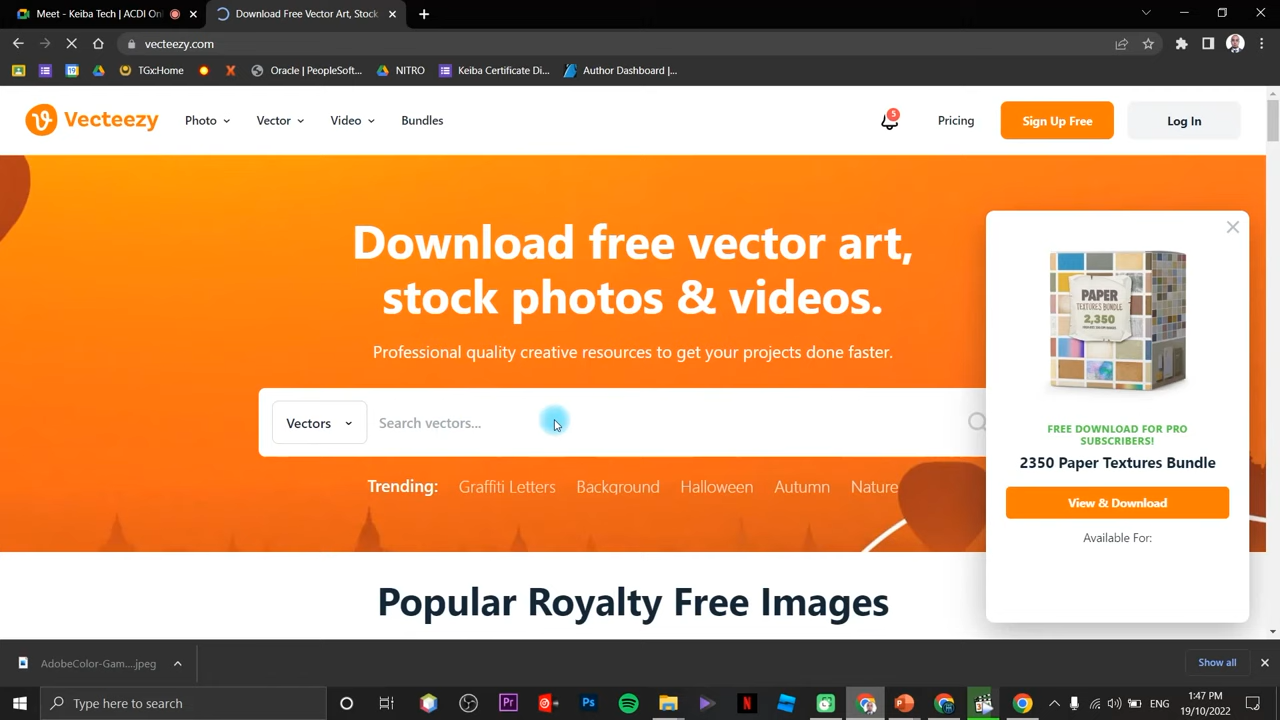 Meet - Keiba Tech | ACDI Onl
Download Free Vector Art, Stock
vecteezy.com
TGx:Home
Oracle | PeopleSoft...
NITRO
Keiba Certificate Di...
Author Dashboard |...
Vecteezy
Photo
Vector
Video
Bundles
5
Pricing
Sign Up Free
Log In
Download free vector art,
stock photos & videos.
Professional quality creative resources to get your projects done faster.
Vectors
Search vectors...
Trending: Graffiti Letters Background Halloween Autumn Nature
PAPER
TEXTURES BUNDLE
2,350
FREE DOWNLOAD FOR PRO
SUBSCRIBERS!
2350 Paper Textures Bundle
View & Download
Available For:
Popular Royalty Free Images
AdobeColor-Gam....jpeg
Show all
Type here to search
Pr
Ps
N
ENG
1:47 PM
19/10/2022